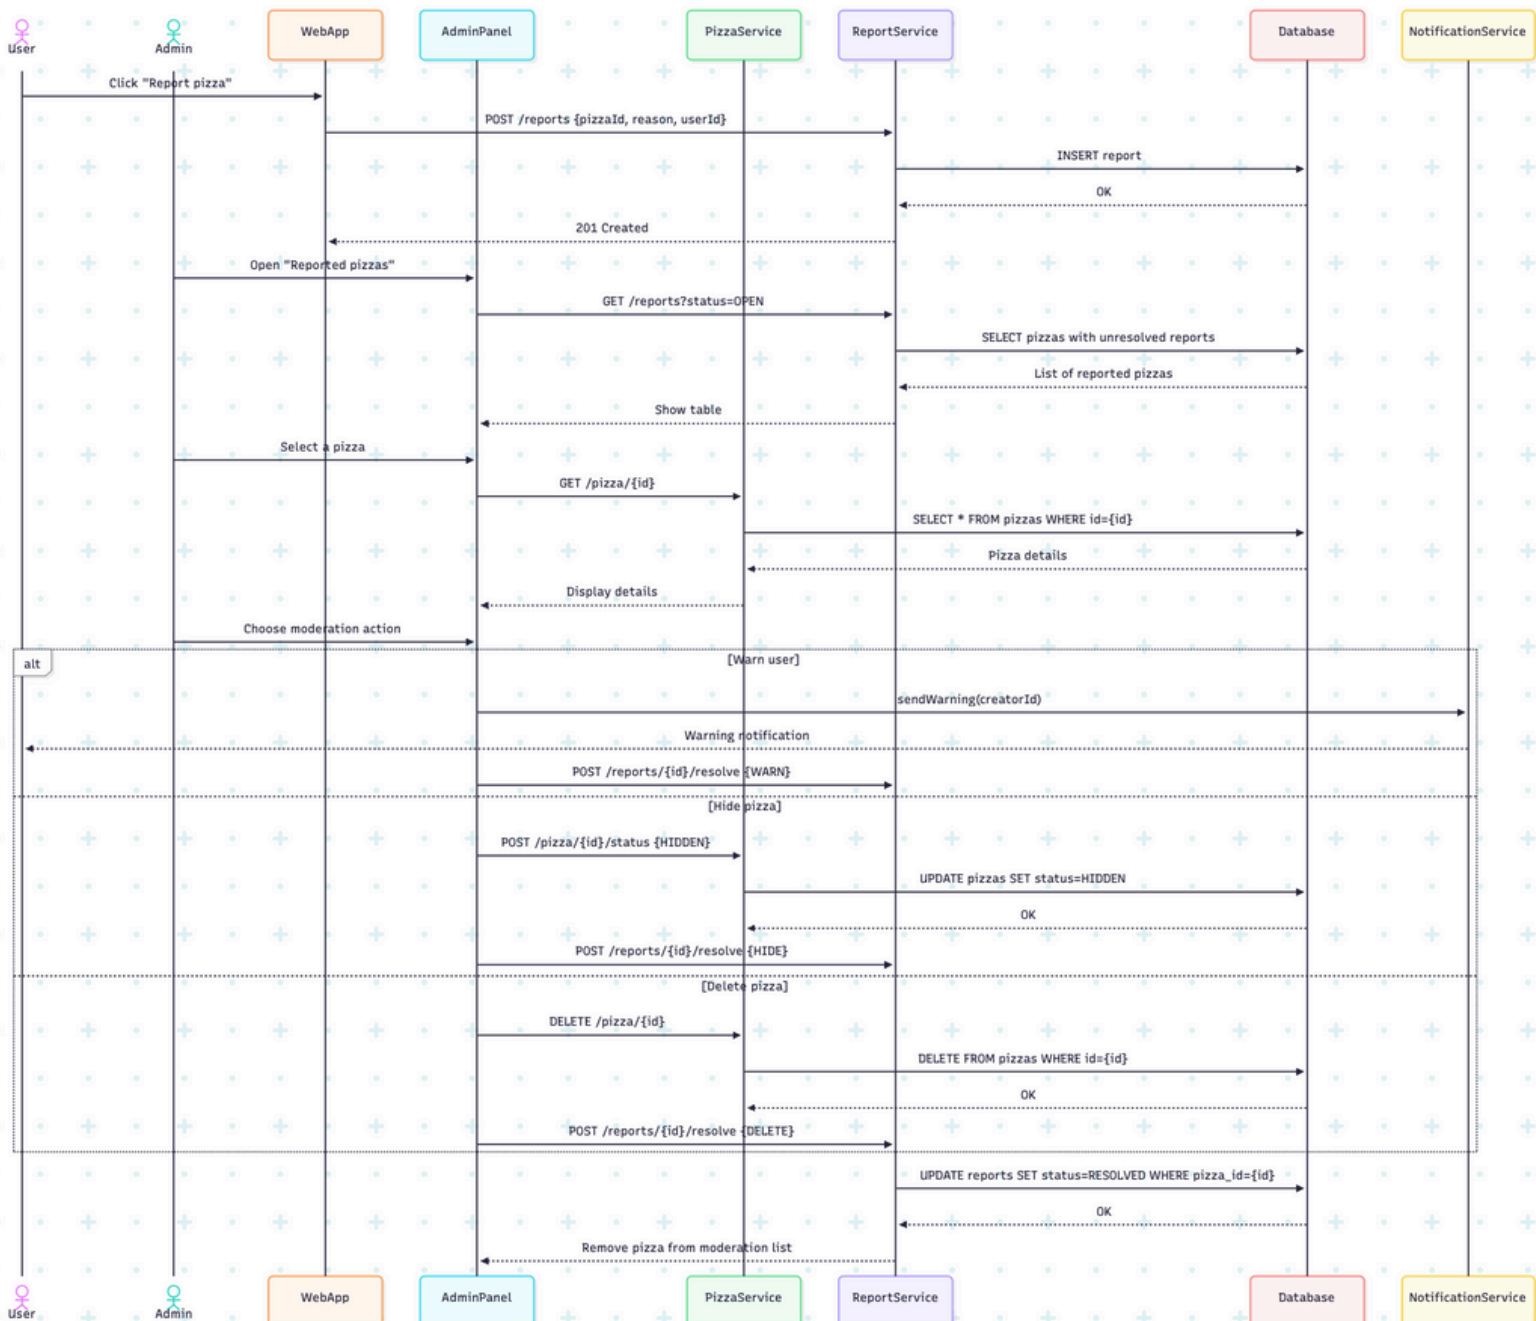 User
Admin
WebApp
AdminPanel
PizzaService
ReportService
Database
NotificationService
Click "Report pizza"
POST /reports {pizzaId, reason, userId}
INSERT report
OK
201 Created
Open "Reported pizzas"
GET /reports?status=OPEN
SELECT pizzas with unresolved reports
List of reported pizzas
Show table
Select a pizza
GET /pizza/{id}
SELECT * FROM pizzas WHERE id={id}
Pizza details
Display details
Choose moderation action
alt
[Warn user]
sendWarning(creatorId)
Warning notification
POST /reports/{id}/resolve {WARN}
[Hide pizza]
POST /pizza/{id}/status {HIDDEN}
UPDATE pizzas SET status=HIDDEN
OK
POST /reports/{id}/resolve {HIDE}
[Delete pizza]
DELETE /pizza/{id}
DELETE FROM pizzas WHERE id={id}
OK
POST /reports/{id}/resolve {DELETE}
UPDATE reports SET status=RESOLVED WHERE pizza_id={id}
OK
Remove pizza from moderation list
User
Admin
WebApp
AdminPanel
PizzaService
ReportService
Database
NotificationService